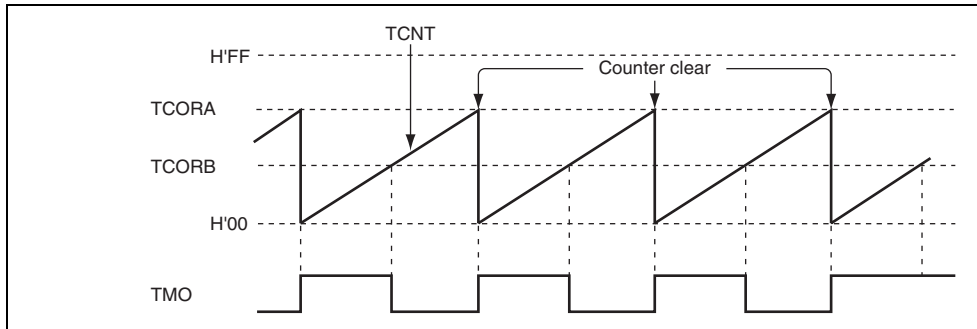 TCNT
H'FF
Counter clear
TCORA
TCORB
H'00
TMO